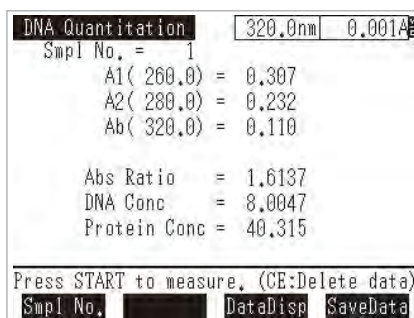 DNA Quantitation 320.0nm 0.001A
Smpl No. = 1
A1( 260.0) = 0.307
A2( 280.0) = 0.232
Ab( 320.0) = 0.110
Abs Ratio = 1.6137
DNA Conc = 8.0047
Protein Conc = 40.315
Press START to measure. (CE:Delete data)
Smpl No. DataDisp SaveData